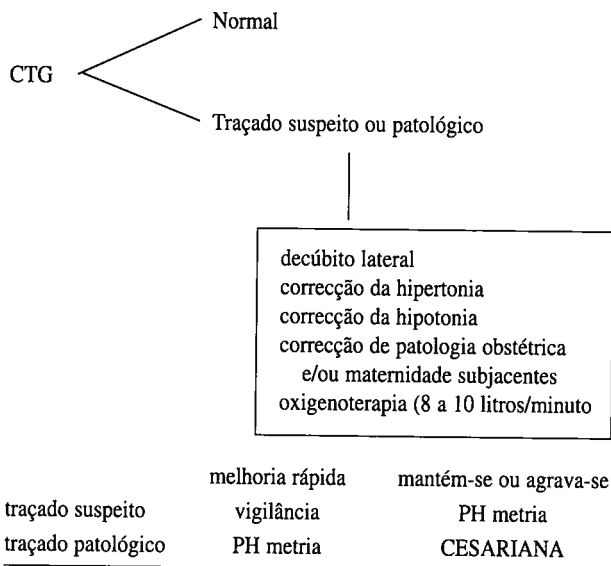 Normal
CTG
Traçado suspeito ou patológico
decúbito lateral
correcção da hipertonia
correcção da hipotonia
correcção de patologia obstétrica
e/ou maternidade subjacentes
oxigenoterapia (8 a 10 litros/minuto
melhoria rápida mantém-se ou agrava-se
traçado suspeito vigilância PH metria
traçado patológico PH metria CESARIANA